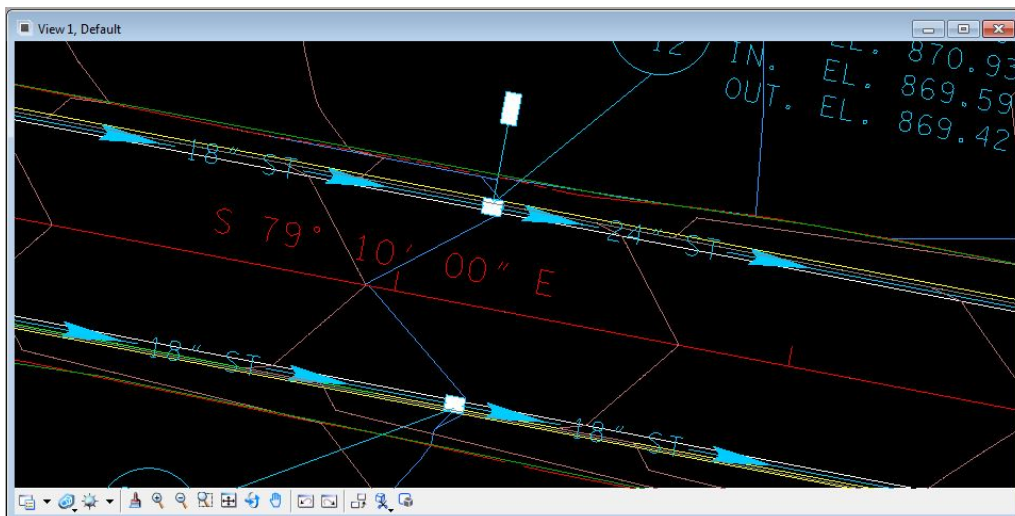 View 1, Default
12
EL. 870.93
IN. EL. 869.59
OUT. EL. 869.42
18" ST
24" ST
S 79° 10' 00" E
18" ST
18" ST